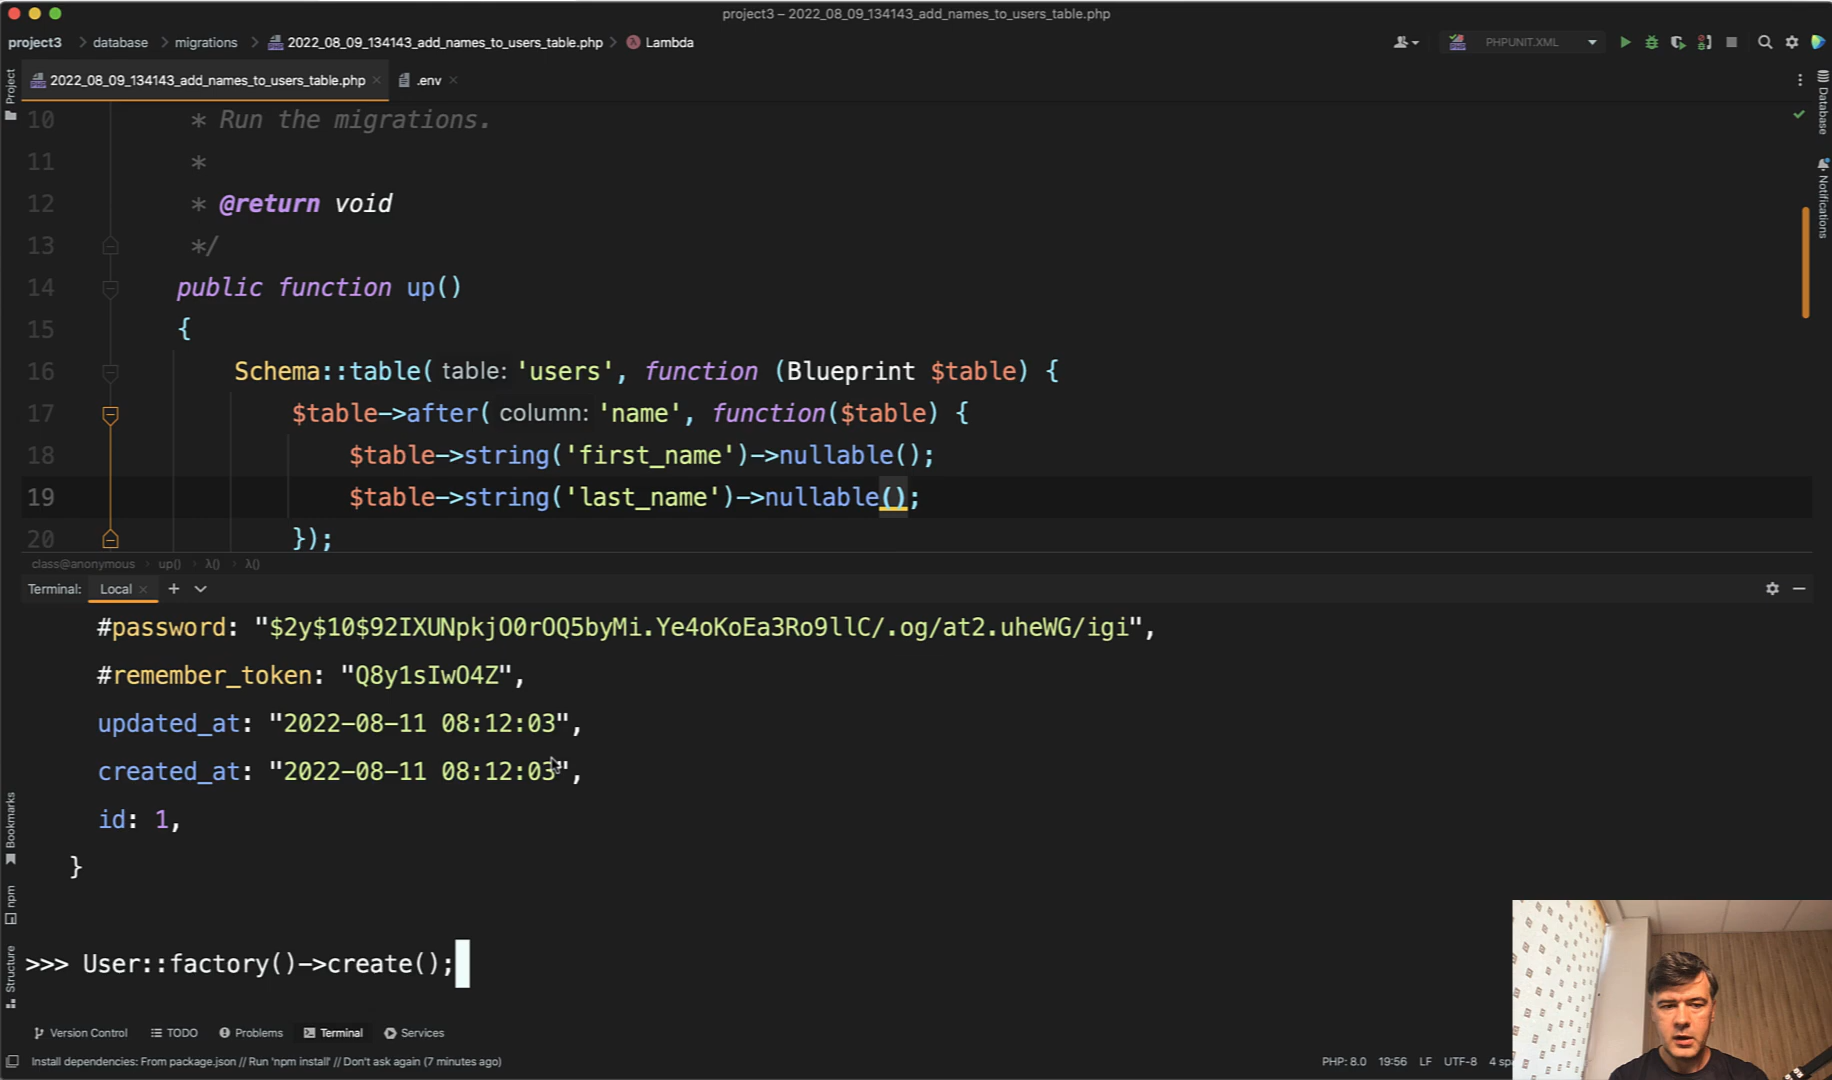 project3 – 2022_08_09_134143_add_names_to_users_table.php
project3 database migrations 2022_08_09_134143_add_names_to_users_table.php Lambda PHPUNIT.XML
2022_08_09_134143_add_names_to_users_table.php .env
Project
Database
Notifications
10 * Run the migrations.
11 *
12 * @return void
13 */
14 public function up()
15 {
16 Schema::table( table: 'users', function (Blueprint $table) {
17 $table->after( column: 'name', function($table) {
18 $table->string('first_name')->nullable();
19 $table->string('last_name')->nullable();
20 });
class@anonymous up() λ() λ()
Terminal: Local
#password: "$2y$10$92IXUNpkjO0rOQ5byMi.Ye4oKoEa3Ro9llC/.og/at2.uheWG/igi",
#remember_token: "Q8y1sIwO4Z",
updated_at: "2022-08-11 08:12:03",
created_at: "2022-08-11 08:12:03",
id: 1,
}
>>> User::factory()->create();
Bookmarks
npm
Structure
Version Control TODO Problems Terminal Services
Install dependencies: From package.json // Run 'npm install' // Don't ask again (7 minutes ago) PHP: 8.0 19:56 LF UTF-8 4